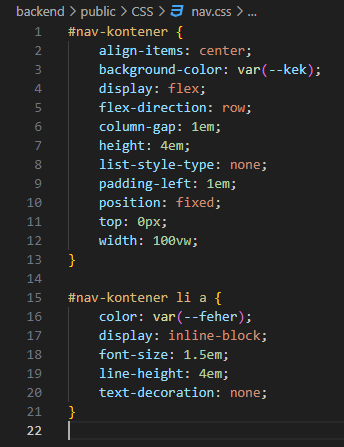 backend > public > CSS > nav.css > ...
1 #nav-kontener {
2     align-items: center;
3     background-color: var(--kek);
4     display: flex;
5     flex-direction: row;
6     column-gap: 1em;
7     height: 4em;
8     list-style-type: none;
9     padding-left: 1em;
10     position: fixed;
11     top: 0px;
12     width: 100vw;
13 }
14
15 #nav-kontener li a {
16     color: var(--feher);
17     display: inline-block;
18     font-size: 1.5em;
19     line-height: 4em;
20     text-decoration: none;
21 }
22